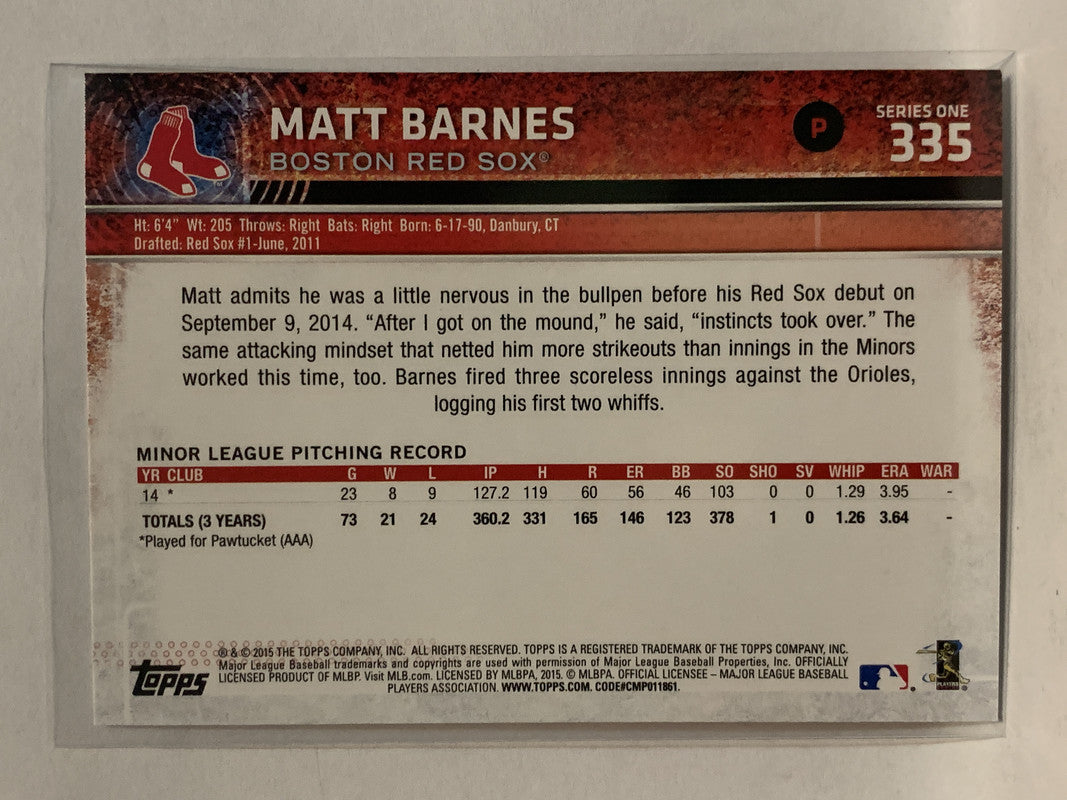 MATT BARNES
BOSTON RED SOX®
P
SERIES ONE
335
Ht: 6'4" Wt: 205 Throws: Right Bats: Right Born: 6-17-90, Danbury, CT
Drafted: Red Sox #1-June, 2011
Matt admits he was a little nervous in the bullpen before his Red Sox debut on
September 9, 2014. “After I got on the mound,” he said, “instincts took over.” The
same attacking mindset that netted him more strikeouts than innings in the Minors
worked this time, too. Barnes fired three scoreless innings against the Orioles,
logging his first two whiffs.
MINOR LEAGUE PITCHING RECORD
YR CLUB G W L IP H R ER BB SO SHO SV WHIP ERA WAR
14 * 23 8 9 127.2 119 60 56 46 103 0 0 1.29 3.95 -
TOTALS (3 YEARS) 73 21 24 360.2 331 165 146 123 378 1 0 1.26 3.64 -
*Played for Pawtucket (AAA)
® & © 2015 THE TOPPS COMPANY, INC. ALL RIGHTS RESERVED. TOPPS IS A REGISTERED TRADEMARK OF THE TOPPS COMPANY, INC.
Major League Baseball trademarks and copyrights are used with permission of Major League Baseball Properties, Inc. OFFICIALLY
LICENSED PRODUCT OF MLBP. Visit MLB.com. LICENSED BY MLBPA, 2015. © MLBPA. OFFICIAL LICENSEE – MAJOR LEAGUE BASEBALL
PLAYERS ASSOCIATION. WWW.TOPPS.COM. CODE#CMP011861.
Topps
PLAYERS